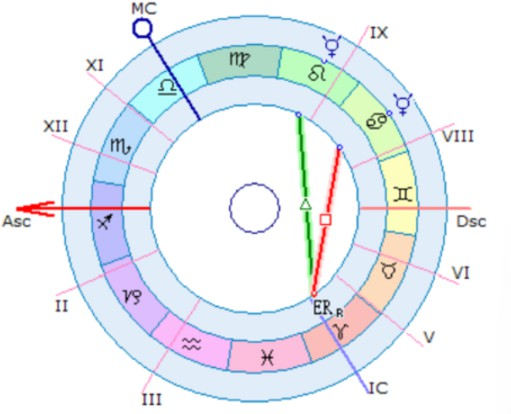 MC
IX
XI
XII
VIII
Asc
Dsc
II
VI
ER R
V
III
IC
♍
♎
♌
♋
♏
♊
♐
♉
♑
♈
♒
♓
☿
☿